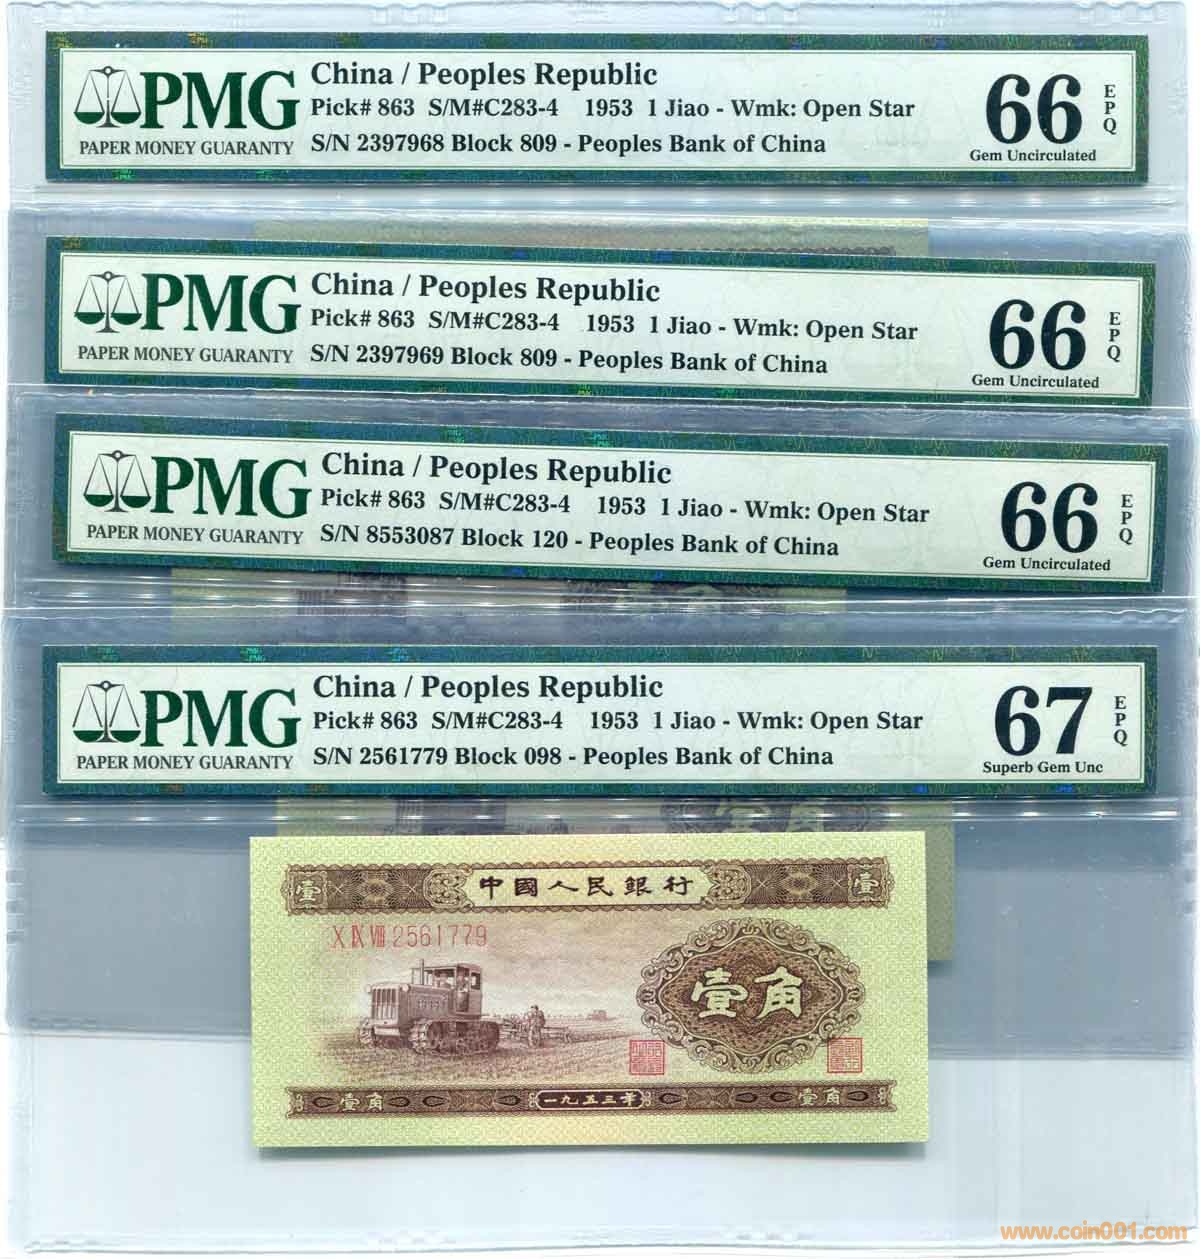 PMG
PAPER MONEY GUARANTY
China / Peoples Republic
Pick# 863 S/M#C283-4 1953 1 Jiao - Wmk: Open Star
S/N 2397968 Block 809 - Peoples Bank of China
66
EPQ
Gem Uncirculated
PMG
PAPER MONEY GUARANTY
China / Peoples Republic
Pick# 863 S/M#C283-4 1953 1 Jiao - Wmk: Open Star
S/N 2397969 Block 809 - Peoples Bank of China
66
EPQ
Gem Uncirculated
PMG
PAPER MONEY GUARANTY
China / Peoples Republic
Pick# 863 S/M#C283-4 1953 1 Jiao - Wmk: Open Star
S/N 8553087 Block 120 - Peoples Bank of China
66
EPQ
Gem Uncirculated
PMG
PAPER MONEY GUARANTY
China / Peoples Republic
Pick# 863 S/M#C283-4 1953 1 Jiao - Wmk: Open Star
S/N 2561779 Block 098 - Peoples Bank of China
67
EPQ
Superb Gem Unc
壹 中國人民銀行 壹
X IX VIII 2561779
壹角
壹角 一九五三年 壹角
www.coin001.com